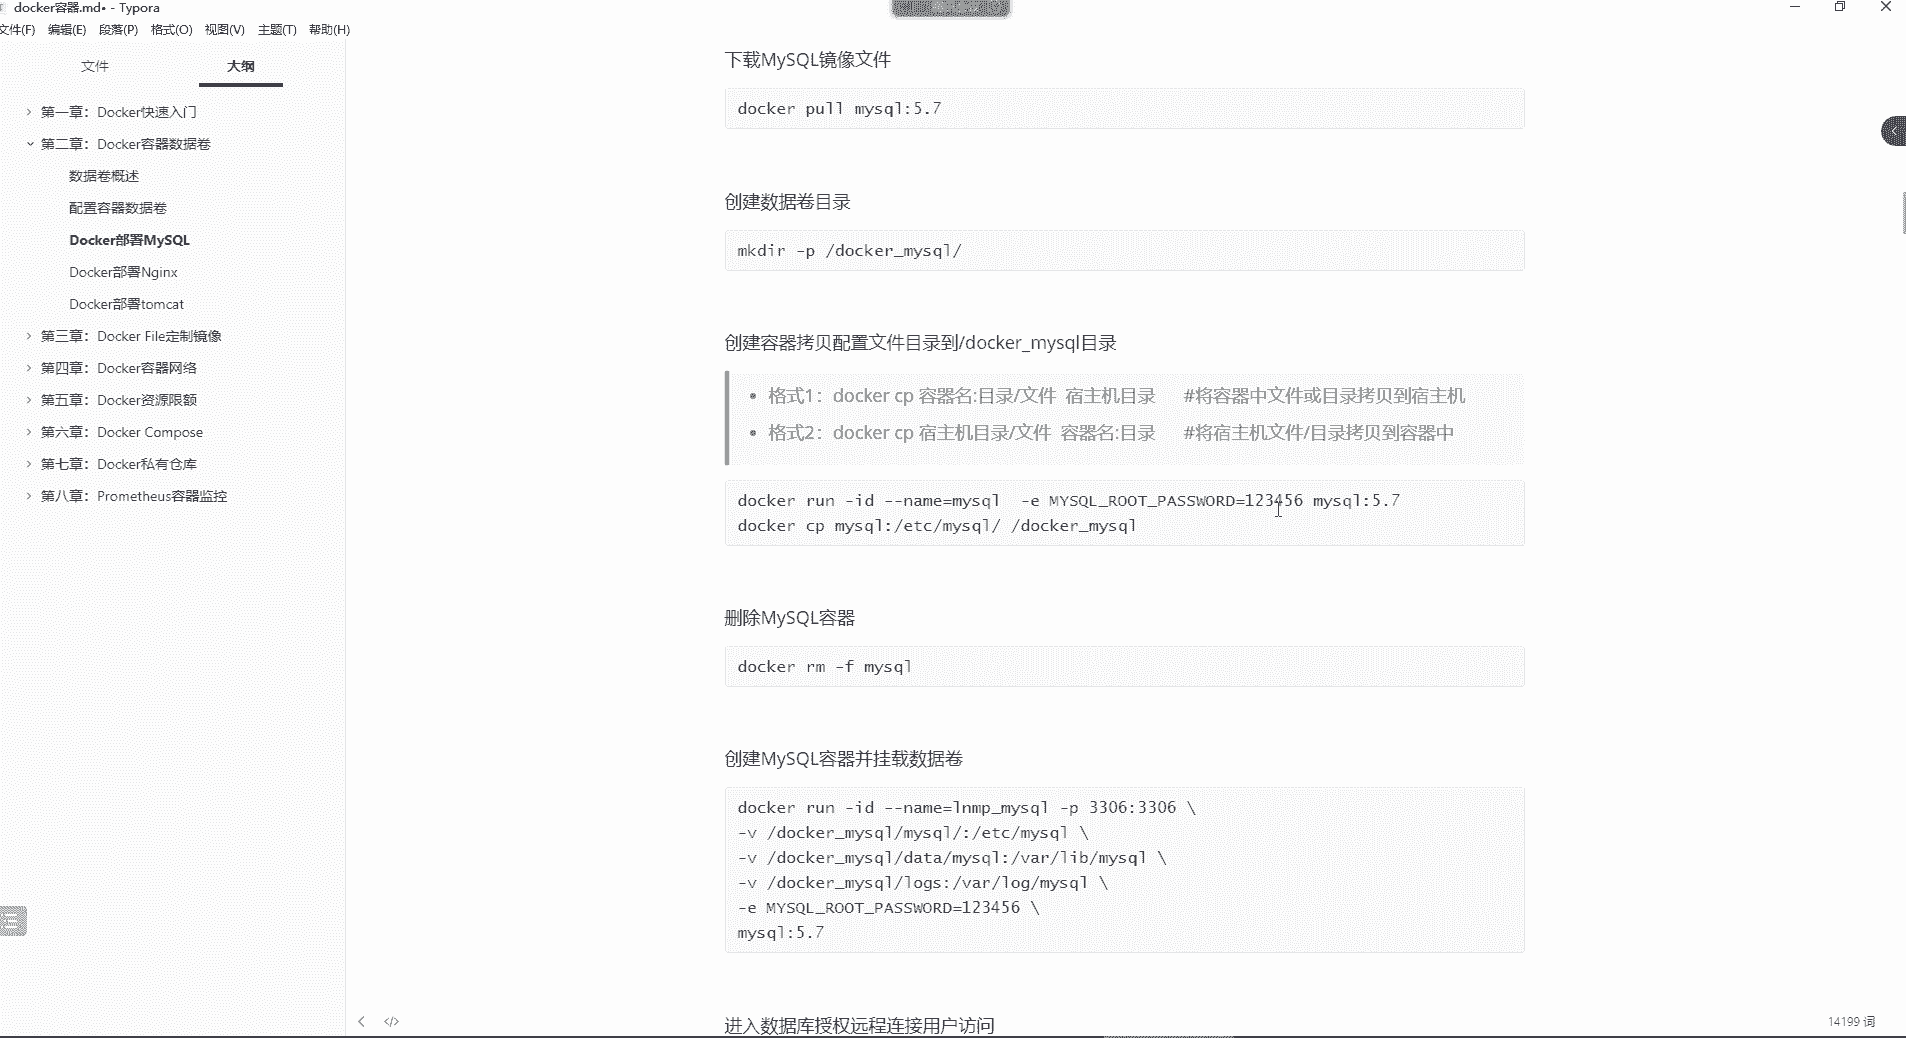 docker容器.md• - Typora
文件(F) 编辑(E) 段落(P) 格式(O) 视图(V) 主题(T) 帮助(H)
文件 大纲
第一章：Docker快速入门
第二章：Docker容器数据卷
数据卷概述
配置容器数据卷
Docker部署MySQL
Docker部署Nginx
Docker部署tomcat
第三章：Docker File定制镜像
第四章：Docker容器网络
第五章：Docker资源限额
第六章：Docker Compose
第七章：Docker私有仓库
第八章：Prometheus容器监控
下载MySQL镜像文件
docker pull mysql:5.7
创建数据卷目录
mkdir -p /docker_mysql/
创建容器拷贝配置文件目录到/docker_mysql目录
• 格式1：docker cp 容器名:目录/文件 宿主机目录 #将容器中文件或目录拷贝到宿主机
• 格式2：docker cp 宿主机目录/文件 容器名:目录 #将宿主机文件/目录拷贝到容器中
docker run -id --name=mysql -e MYSQL_ROOT_PASSWORD=123456 mysql:5.7
docker cp mysql:/etc/mysql/ /docker_mysql
删除MySQL容器
docker rm -f mysql
创建MySQL容器并挂载数据卷
docker run -id --name=lnmp_mysql -p 3306:3306 \
-v /docker_mysql/mysql/:/etc/mysql \
-v /docker_mysql/data/mysql:/var/lib/mysql \
-v /docker_mysql/logs:/var/log/mysql \
-e MYSQL_ROOT_PASSWORD=123456 \
mysql:5.7
进入数据库授权远程连接用户访问
14199 词